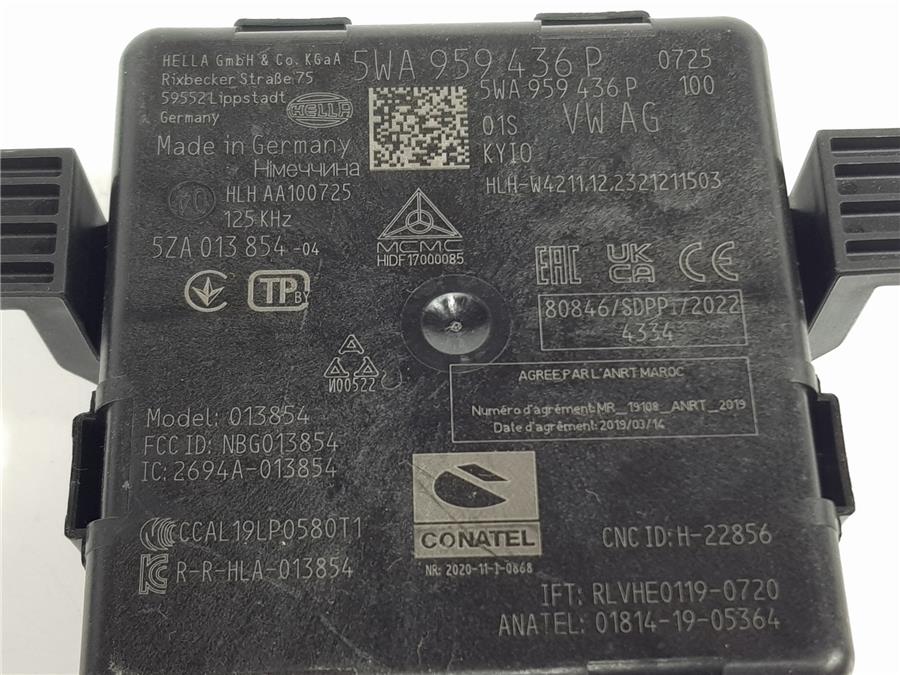 HELLA GmbH & Co. KGaA
Rixbecker Straße 75
59552 Lippstadt
Germany
HELLA
5WA 959 436 P 0725
5WA 959 436 P 100
01S VW AG
KY10
Made in Germany
Німеччина
HLH-W4211.12.2321211503
HLH AA100725
125 KHz
5ZA 013 854 -04
MCMC
HIDF17000085
TP BY
EAC UK CA CE
80846/SDPPI/2022
4334
И00522
AGREE PAR L'ANRT MAROC
Numéro d'agrément: MR_19108_ANRT_2019
Date d'agrément: 2019/03/14
Model: 013854
FCC ID: NBG013854
IC: 2694A-013854
CONATEL
NR: 2020-11-I-0868
CCAL19LP0580T1
R-R-HLA-013854
CNC ID: H-22856
IFT: RLVHE0119-0720
ANATEL: 01814-19-05364